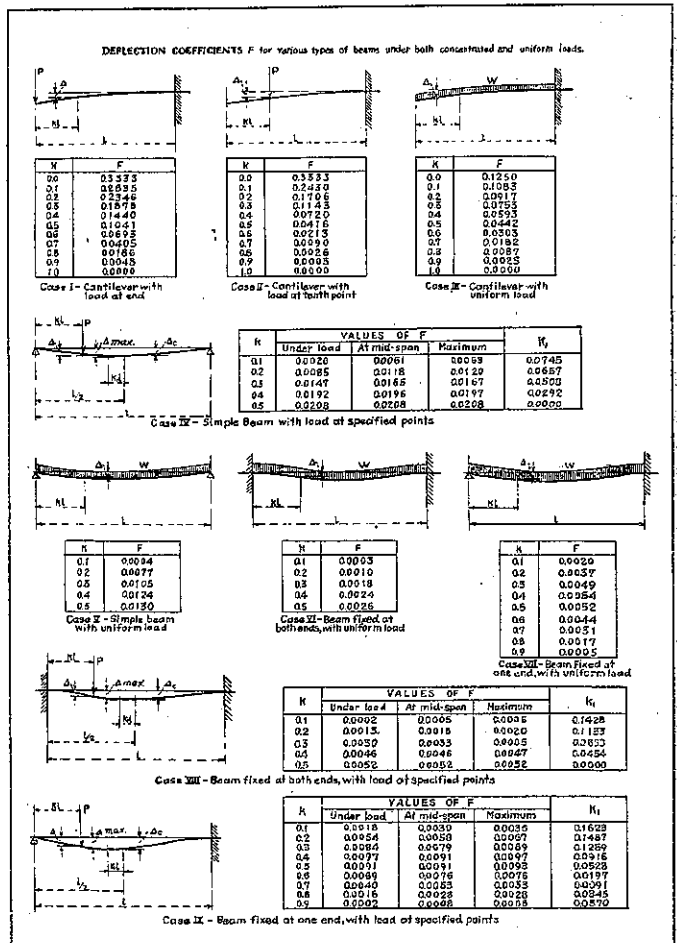 DEFLECTION COEFFICIENTS F for various types of beams under both concentrated and uniform loads.
P
Δ
Kl
L
P
Δ
Kl
L
Δ
W
Kl
L
K F
0.0 0.3333
0.1 0.2835
0.2 0.2346
0.3 0.1878
0.4 0.1440
0.5 0.1041
0.6 0.0693
0.7 0.0405
0.8 0.0186
0.9 0.0048
1.0 0.0000
Case I - Cantilever with
load at end
K F
0.0 0.3333
0.1 0.2430
0.2 0.1706
0.3 0.1143
0.4 0.0720
0.5 0.0416
0.6 0.0213
0.7 0.0090
0.8 0.0026
0.9 0.0003
1.0 0.0000
Case II - Cantilever with
load at tenth point
K F
0.0 0.1250
0.1 0.1083
0.2 0.0917
0.3 0.0753
0.4 0.0593
0.5 0.0442
0.6 0.0303
0.7 0.0182
0.8 0.0087
0.9 0.0023
1.0 0.0000
Case III - Cantilever with
uniform load
Kl
P
Δ
Δ max.
Δc
L/2
L
K VALUES OF F K₁
Under load At mid-span Maximum
0.1 0.0020 0.0061 0.0063 0.0745
0.2 0.0085 0.0118 0.0120 0.0657
0.3 0.0147 0.0165 0.0167
0.4 0.0192 0.0196 0.0197 0.0292
0.5 0.0208 0.0208 0.0208 0.0000
Case IV - Simple Beam with load at specified points
Δ
W
Kl
L
Δ
W
Kl
L
Δ
W
Kl
L
K F
0.1
0.2 0.0077
0.3 0.0105
0.4 0.0124
0.5 0.0130
Case V - Simple beam
with uniform load
K F
0.1 0.0003
0.2 0.0010
0.3 0.0018
0.4 0.0024
0.5 0.0026
Case VI - Beam fixed at
both ends, with uniform load
K F
0.1 0.0020
0.2 0.0037
0.3 0.0049
0.4 0.0054
0.5 0.0052
0.6 0.0044
0.7 0.0031
0.8 0.0017
0.9 0.0005
Case VII - Beam fixed at
one end, with uniform load
Kl
P
Δ
Δ max.
Δc
L/2
L
K VALUES OF F K₁
Under load At mid-span Maximum
0.1 0.0002 0.0005 0.1428
0.2 0.0013 0.0018 0.0020
0.3 0.0030 0.0033 0.0035
0.4 0.0046 0.0046 0.0047 0.0454
0.5 0.0052 0.0052 0.0052 0.0000
Case VIII - Beam fixed at both ends, with load at specified points
Kl
P
Δ
Δ max.
Δc
L/2
L
K VALUES OF F K₁
Under load At mid-span Maximum
0.1 0.0018 0.0030 0.0036
0.2 0.0054 0.0058 0.0067 0.1487
0.3 0.0084 0.0079 0.0089 0.1259
0.4 0.0091 0.0097 0.0916
0.5 0.0091 0.0091 0.0093 0.0528
0.6 0.0069 0.0076 0.0076 0.0197
0.7 0.0040 0.0053 0.0053 0.0091
0.8 0.0016 0.0028 0.0028 0.0345
0.9 0.0002 0.0008 0.0570
Case IX - Beam fixed at one end, with load at specified points